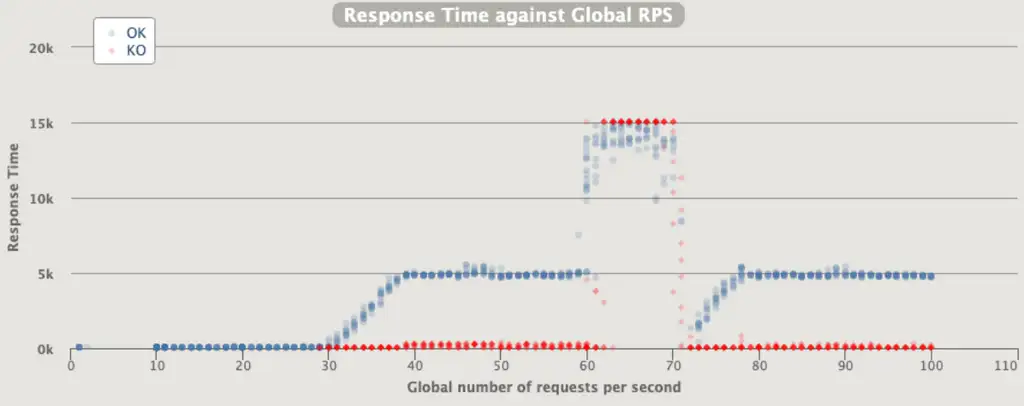 Response Time against Global RPS
OK
KO
20k
15k
10k
5k
0k
Response Time
0
10
20
30
40
50
60
70
80
90
100
110
Global number of requests per second